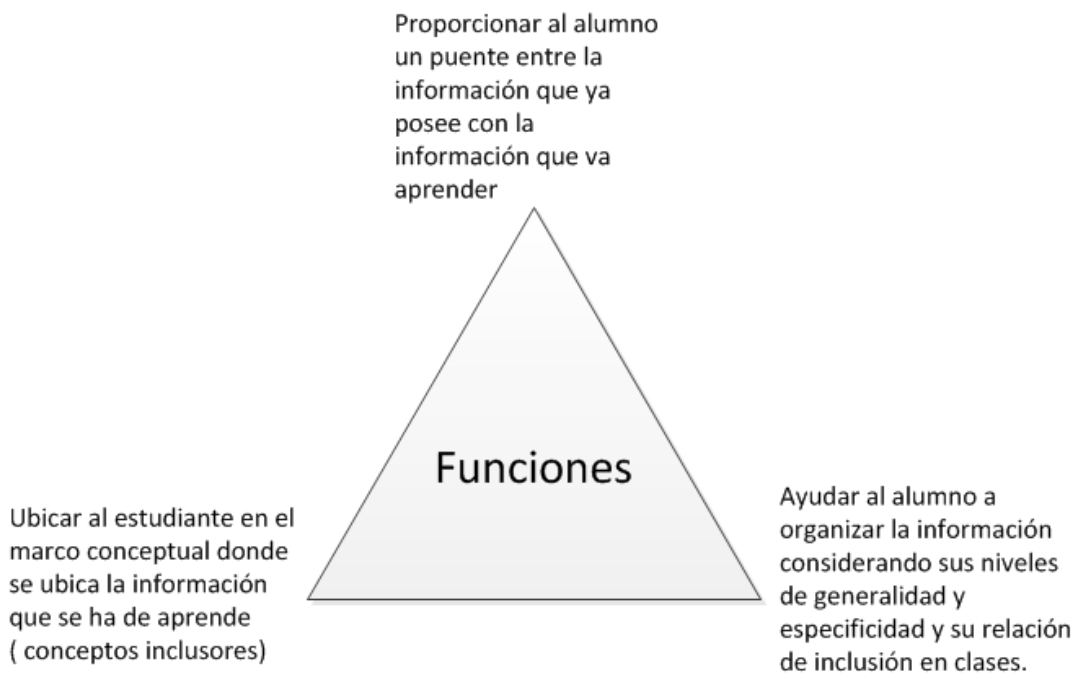 Proporcionar al alumno
un puente entre la
información que ya
posee con la
información que va
aprender
Funciones
Ubicar al estudiante en el
marco conceptual donde
se ubica la información
que se ha de aprende
( conceptos inclusores)
Ayudar al alumno a
organizar la información
considerando sus niveles
de generalidad y
especificidad y su relación
de inclusión en clases.